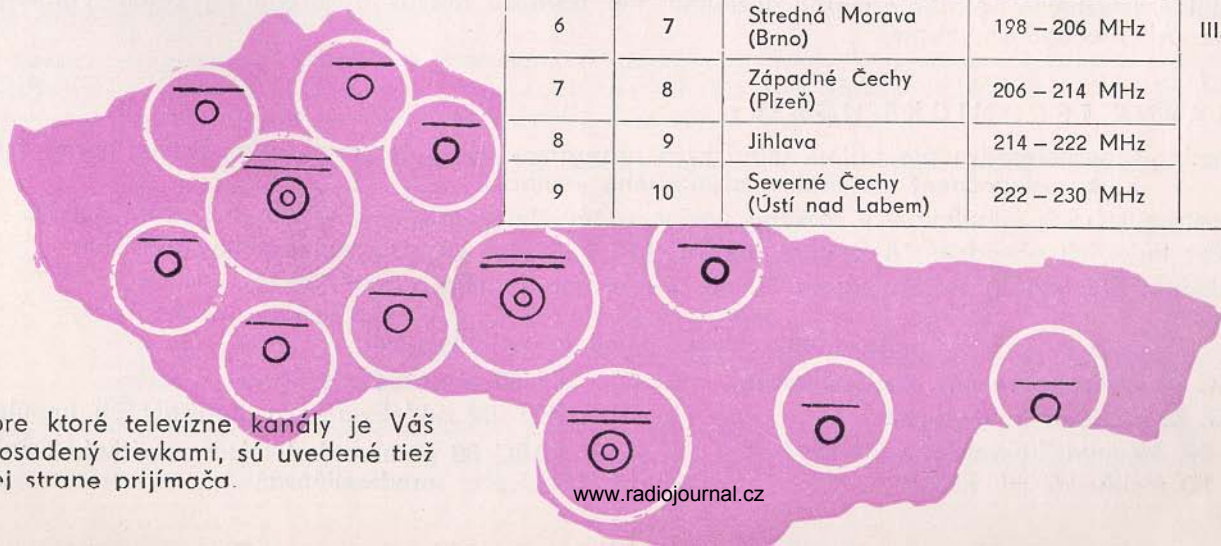 6 7 Stredná Morava 198 – 206 MHz III.
(Brno)
7 8 Západné Čechy 206 – 214 MHz
(Plzeň)
8 9 Jihlava 214 – 222 MHz
9 10 Severné Čechy 222 – 230 MHz
(Ústí nad Labem)
pre ktoré televízne kanály je Váš
osadený cievkami, sú uvedené tiež
ej strane prijímača.
www.radiojournal.cz